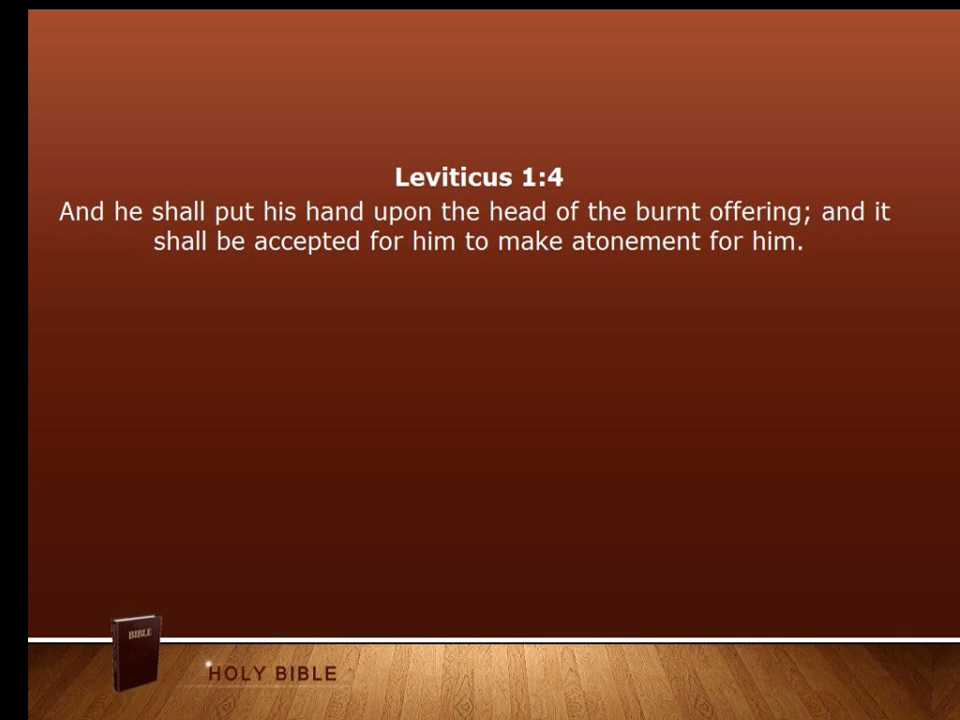 Leviticus 1:4
And he shall put his hand upon the head of the burnt offering; and it
shall be accepted for him to make atonement for him.
BIBLE
HOLY BIBLE